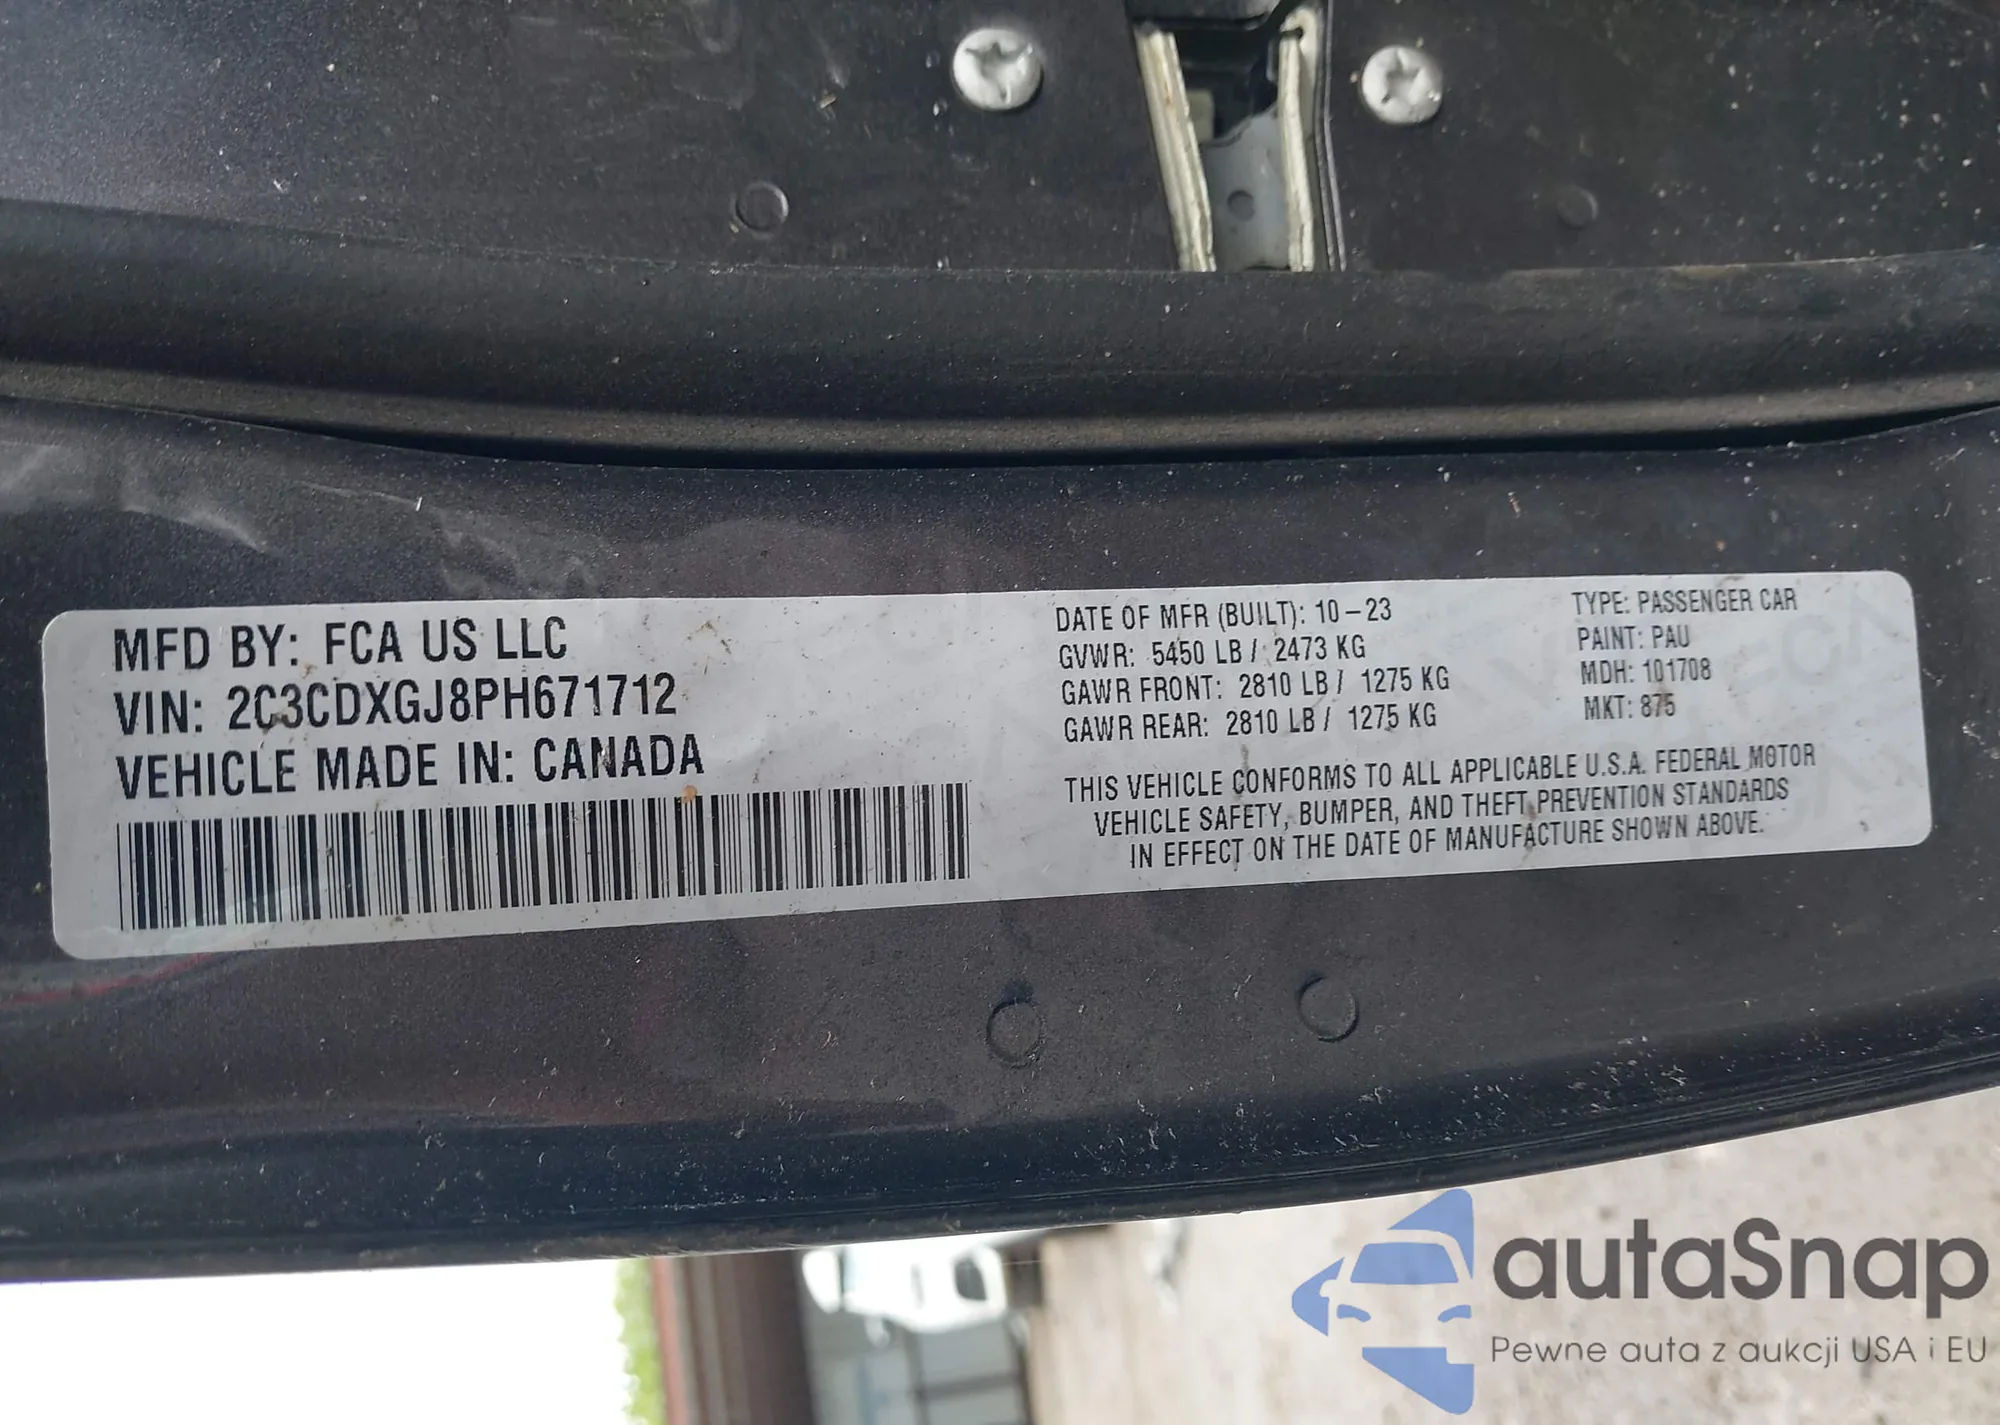 MFD BY: FCA US LLC
VIN: 2C3CDXGJ8PH671712
VEHICLE MADE IN: CANADA
DATE OF MFR (BUILT): 10-23
GVWR: 5450 LB / 2473 KG
GAWR FRONT: 2810 LB / 1275 KG
GAWR REAR: 2810 LB / 1275 KG
TYPE: PASSENGER CAR
PAINT: PAU
MDH: 101708
MKT: 875
THIS VEHICLE CONFORMS TO ALL APPLICABLE U.S.A. FEDERAL MOTOR
VEHICLE SAFETY, BUMPER, AND THEFT PREVENTION STANDARDS
IN EFFECT ON THE DATE OF MANUFACTURE SHOWN ABOVE.
autaSnap
Pewne auta z aukcji USA i EU